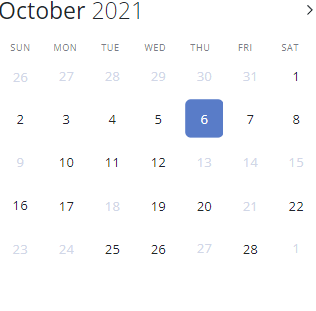 October 2021
SUN MON TUE WED THU FRI SAT
26 27 28 29 30 31 1
2 3 4 5 6 7 8
9 10 11 12 13 14 15
16 17 18 19 20 21 22
23 24 25 26 27 28 1